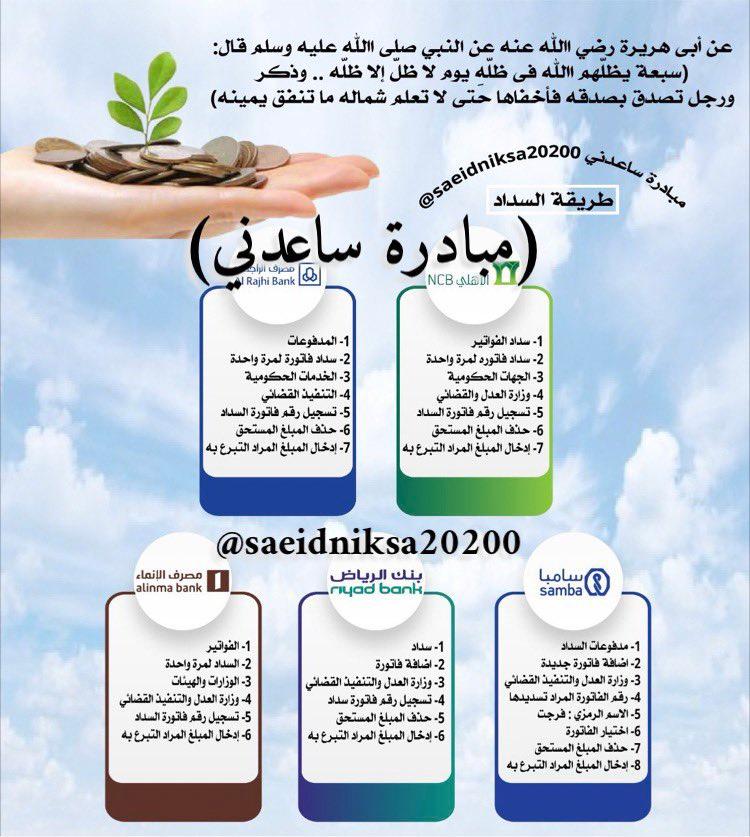 عن أبى هريرة رضي الله عنه عن النبي صلى الله عليه وسلم قال:
(سبعة يظلّهم الله فى ظلّهِ يوم لا ظلّ إلا ظلّه .. وذكر
ورجل تصدق بصدقه فأخفاها حَتى لا تعلم شماله ما تنفق يمينه)
مبادرة ساعدني @saeidniksa20200
طريقة السداد
(مبادرة ساعدني)
الأهلي NCB
1- سداد الفواتير
2- سداد فاتوره لمرة واحدة
3- الجهات الحكومية
4- وزارة العدل والقضائي
5- تسجيل رقم فاتورة السداد
6- حذف المبلغ المستحق
7- إدخال المبلغ المراد التبرع به
مصرف الراجحي
Al Rajhi Bank
1- المدفوعات
2- سداد فاتورة لمرة واحدة
3- الخدمات الحكومية
4- التنفيذ القضائي
5- تسجيل رقم فاتورة السداد
6- حذف المبلغ المستحق
7- إدخال المبلغ المراد التبرع به
@saeidniksa20200
سامبا
samba
1- مدفوعات السداد
2- اضافة فاتورة جديدة
3- وزارة العدل والتنفيذ القضائي
4- رقم الفاتورة المراد تسديدها
5- الاسم الرمزي : فرجت
6- اختيار الفاتورة
7- حذف المبلغ المستحق
8- إدخال المبلغ المراد التبرع به
بنك الرياض
riyad bank
1- سداد
2- اضافة فاتورة
3- وزارة العدل والتنفيذ القضائي
4- تسجيل رقم فاتورة سداد
5- حذف المبلغ المستحق
6- إدخال المبلغ المراد التبرع به
مصرف الإنماء
alinma bank
1- الفواتير
2- السداد لمرة واحدة
3- الوزارات والهيئات
4- وزارة العدل والتنفيذ القضائي
5- تسجيل رقم فاتورة السداد
6- إدخال المبلغ المراد التبرع به